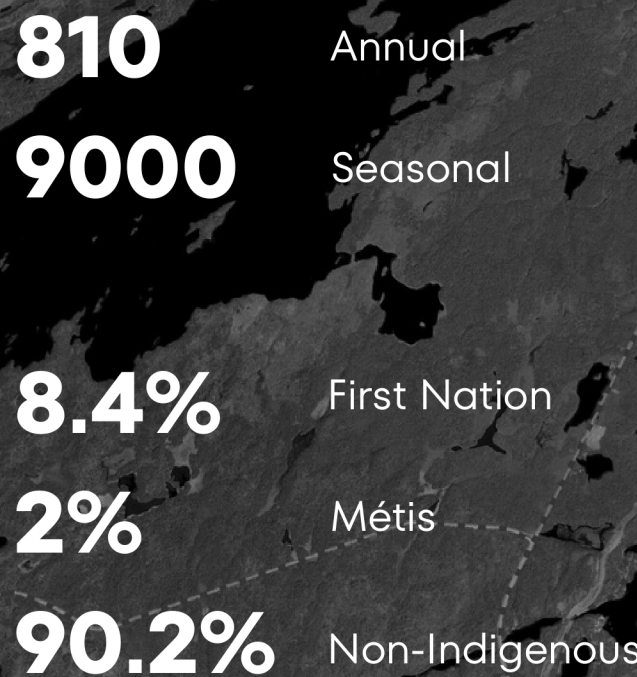 810 Annual
9000 Seasonal
8.4% First Nation
2% Métis
90.2% Non-Indigenous